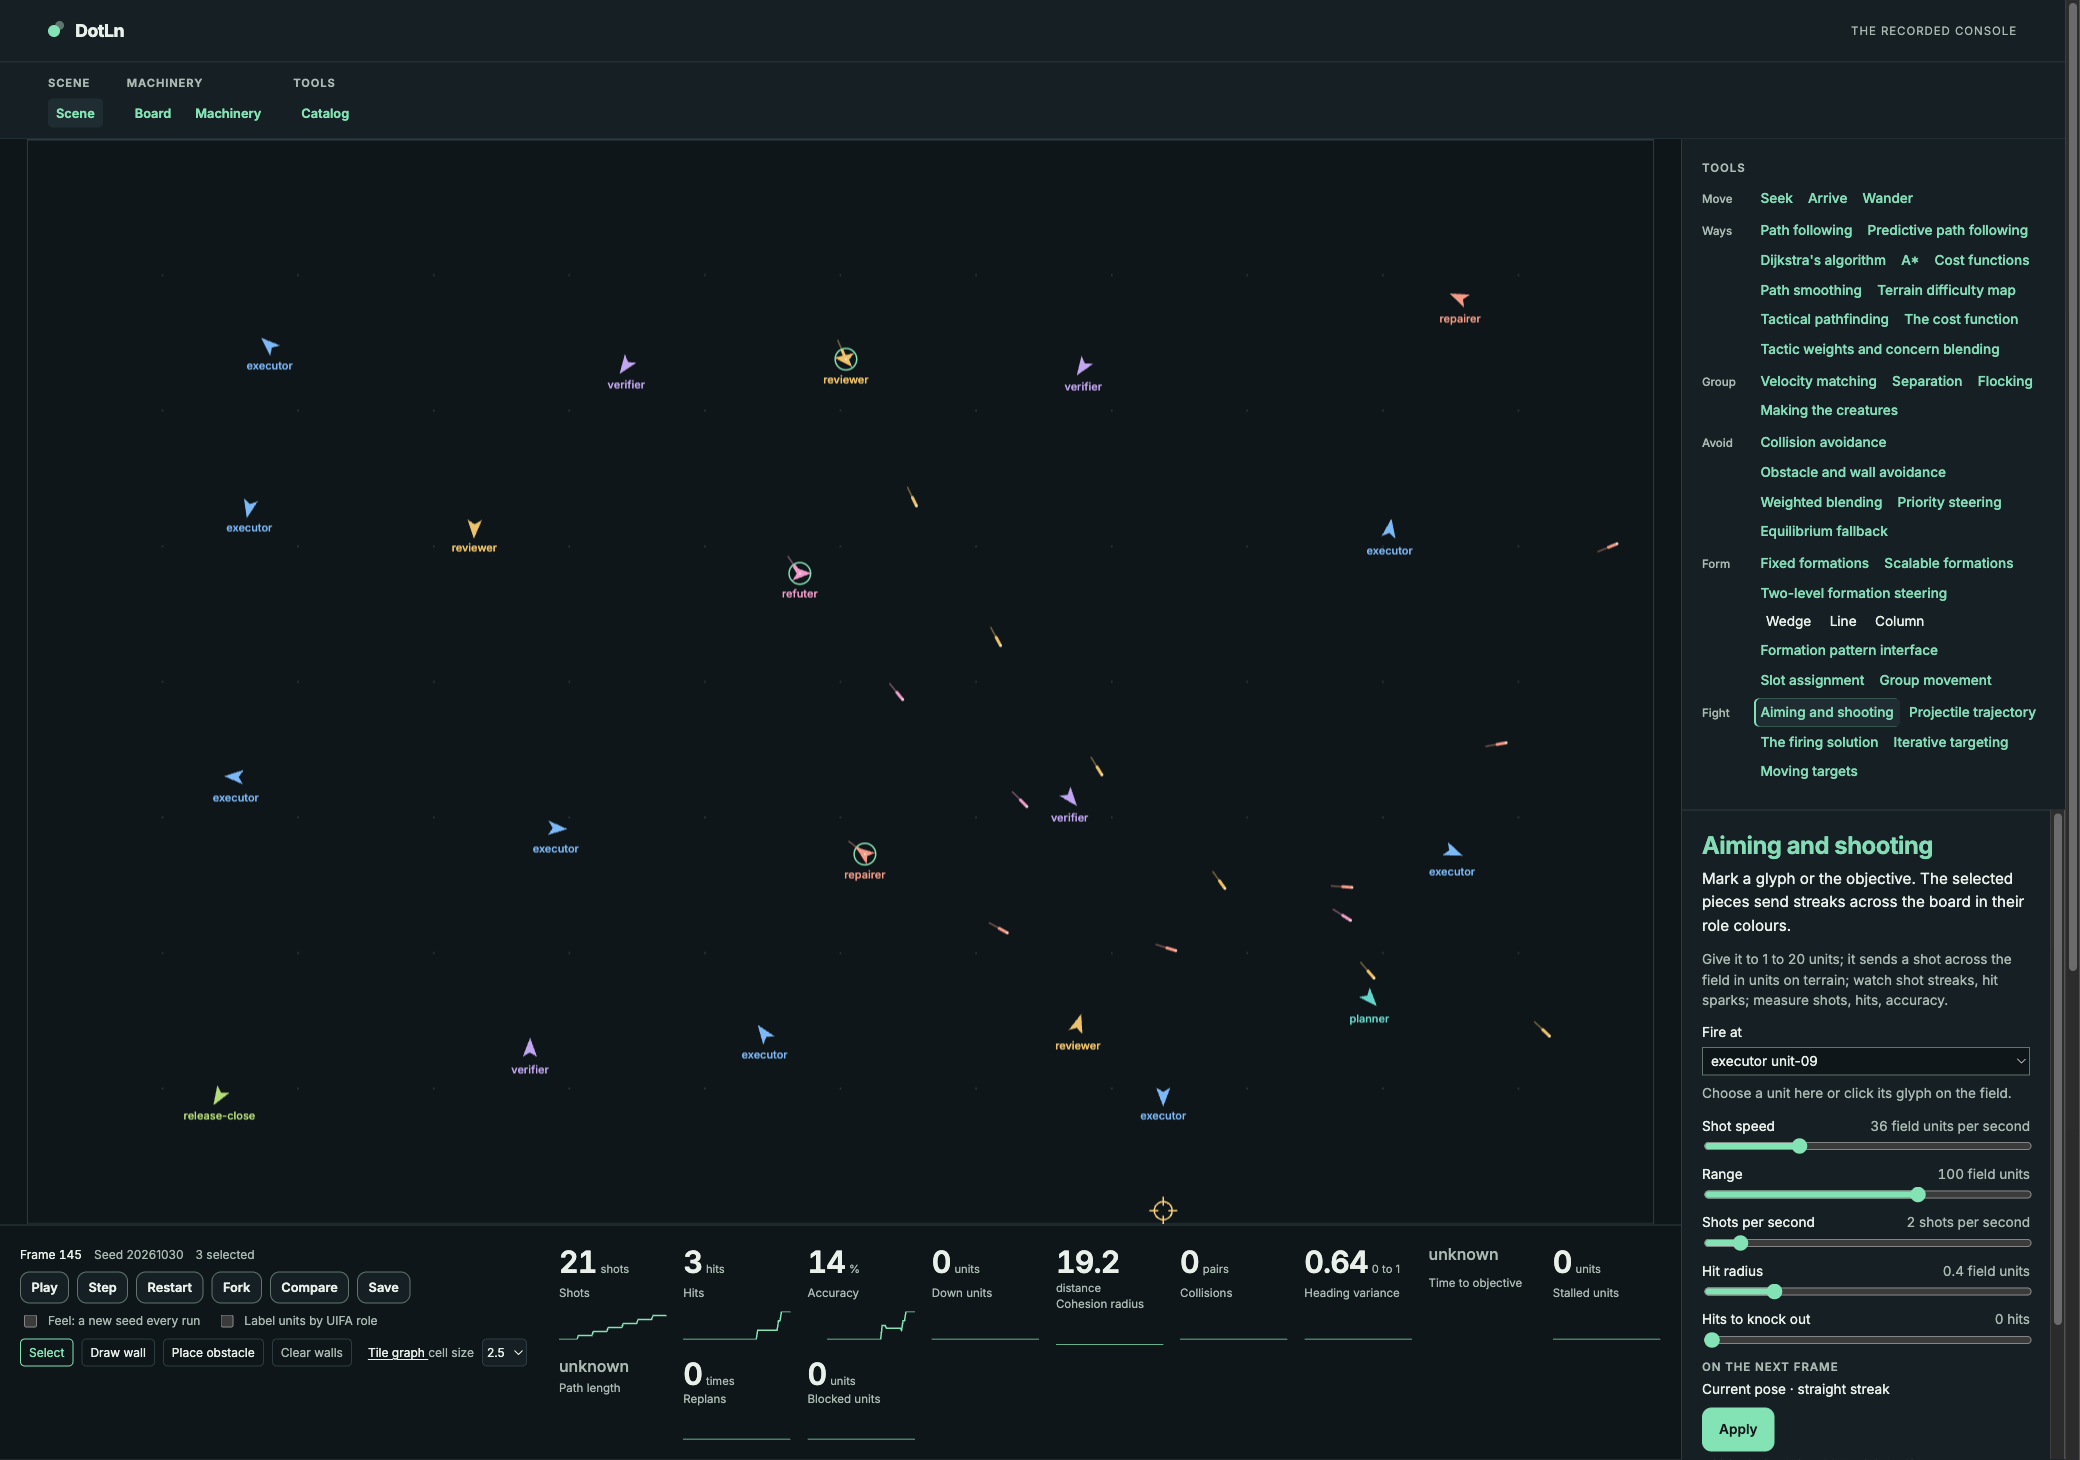 DotLn
THE RECORDED CONSOLE
SCENE MACHINERY TOOLS
Scene Board Machinery Catalog
TOOLS
Move Seek Arrive Wander
Ways Path following Predictive path following
Dijkstra's algorithm A* Cost functions
Path smoothing Terrain difficulty map
Tactical pathfinding The cost function
Tactic weights and concern blending
Group Velocity matching Separation Flocking
Making the creatures
Avoid Collision avoidance
Obstacle and wall avoidance
Weighted blending Priority steering
Equilibrium fallback
Form Fixed formations Scalable formations
Two-level formation steering
Wedge Line Column
Formation pattern interface
Slot assignment Group movement
Fight Aiming and shooting Projectile trajectory
The firing solution Iterative targeting
Moving targets
repairer
executor
verifier
reviewer
verifier
executor
reviewer
executor
refuter
executor
verifier
executor
repairer
executor
planner
reviewer
executor
verifier
release-close
executor
Aiming and shooting
Mark a glyph or the objective. The selected
pieces send streaks across the board in their
role colours.
Give it to 1 to 20 units; it sends a shot across the
field in units on terrain; watch shot streaks, hit
sparks; measure shots, hits, accuracy.
Fire at
executor unit-09
Choose a unit here or click its glyph on the field.
Shot speed 36 field units per second
Range 100 field units
Shots per second 2 shots per second
Hit radius 0.4 field units
Hits to knock out 0 hits
ON THE NEXT FRAME
Current pose · straight streak
Apply
Frame 145 Seed 20261030 3 selected
Play Step Restart Fork Compare Save
Feel: a new seed every run Label units by UIFA role
Select Draw wall Place obstacle Clear walls Tile graph cell size 2.5
21 shots
Shots
3 hits
Hits
14 %
Accuracy
0 units
Down units
19.2
distance
Cohesion radius
0 pairs
Collisions
0.64 0 to 1
Heading variance
unknown
Time to objective
0 units
Stalled units
unknown
Path length
0 times
Replans
0 units
Blocked units